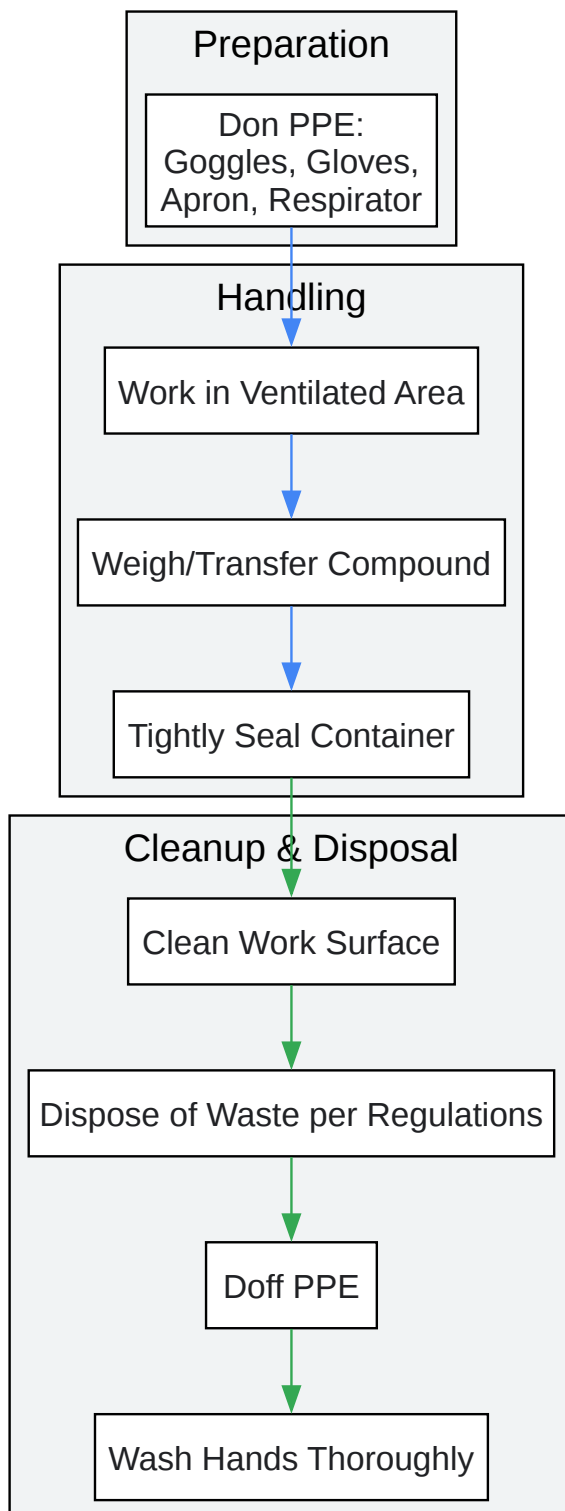 Preparation
Don PPE:
Goggles, Gloves,
Apron, Respirator
Handling
Work in Ventilated Area
Weigh/Transfer Compound
Tightly Seal Container
Cleanup & Disposal
Clean Work Surface
Dispose of Waste per Regulations
Doff PPE
Wash Hands Thoroughly